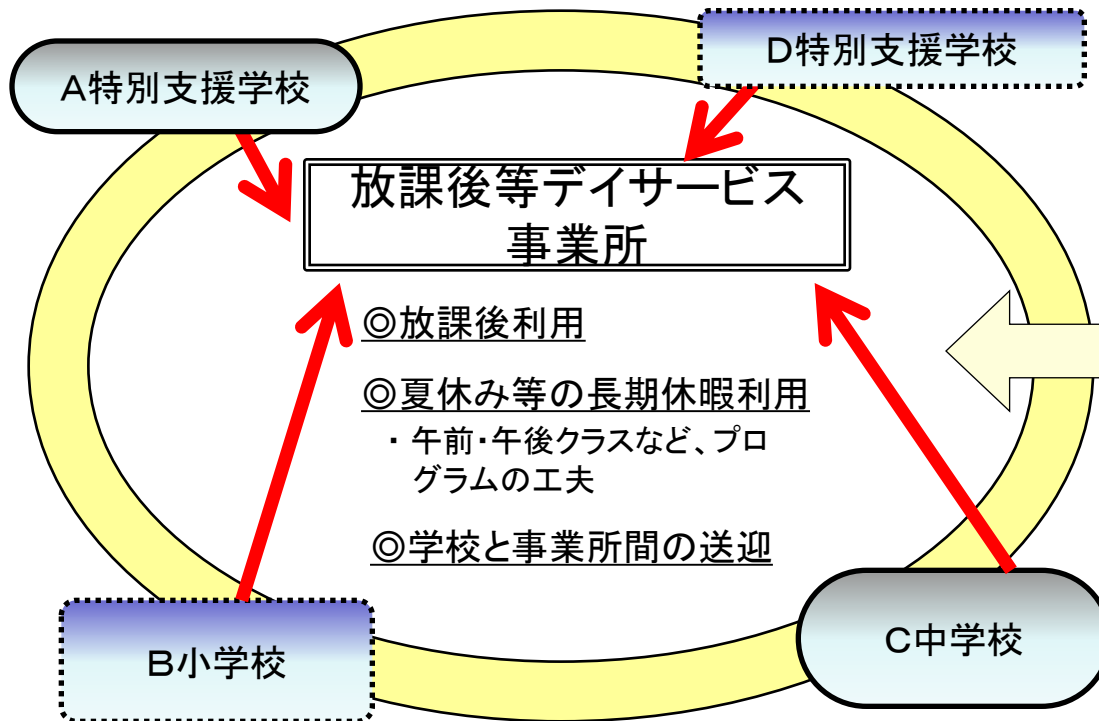 A特別支援学校
D特別支援学校
放課後等デイサービス
事業所
◎放課後利用
◎夏休み等の長期休暇利用
・ 午前・午後クラスなど、プロ
グラムの工夫
◎学校と事業所間の送迎
B小学校
C中学校